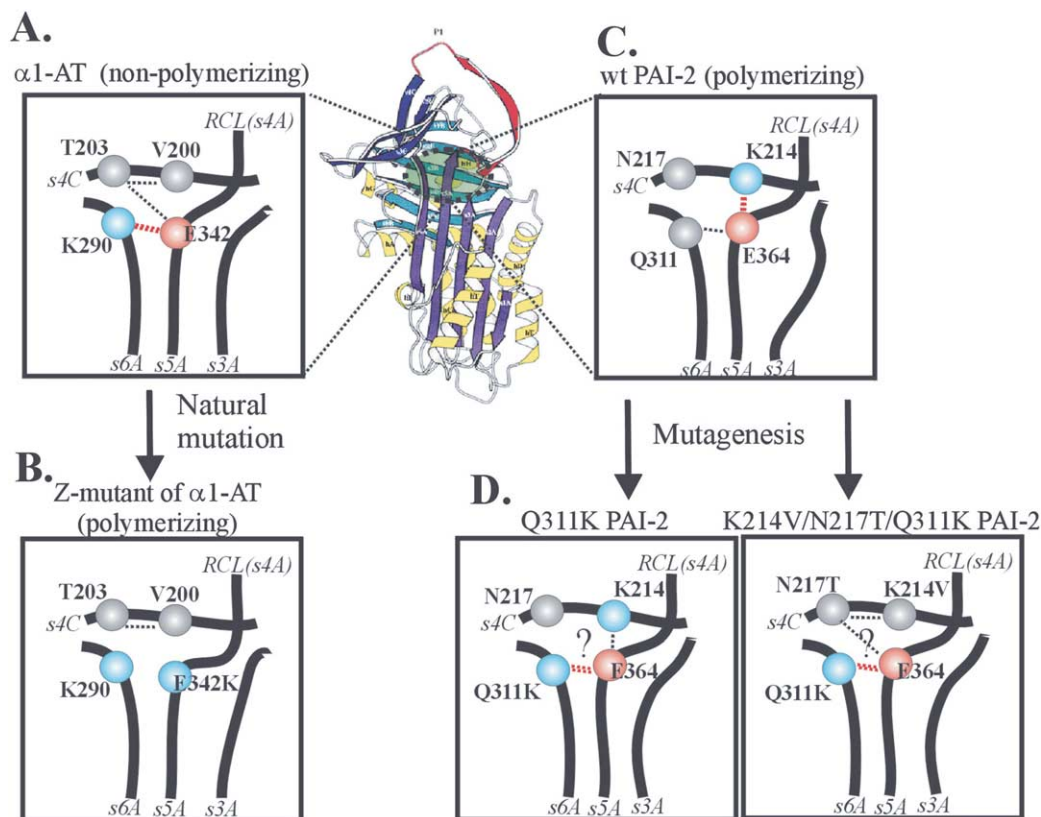 A.
α1-AT (non-polymerizing)
T203
V200
RCL(s4A)
s4C
K290
E342
s6A
s5A
s3A
P1
C.
wt PAI-2 (polymerizing)
RCL(s4A)
N217
K214
s4C
Q311
E364
s6A
s5A
s3A
Natural
mutation
Mutagenesis
B.
Z-mutant of α1-AT
(polymerizing)
RCL(s4A)
T203
V200
s4C
K290
E342K
s6A
s5A
s3A
D.
Q311K PAI-2
RCL(s4A)
N217
K214
s4C
?
Q311K
E364
s6A
s5A
s3A
K214V/N217T/Q311K PAI-2
RCL(s4A)
N217T
K214V
s4C
?
Q311K
E364
s6A
s5A
s3A